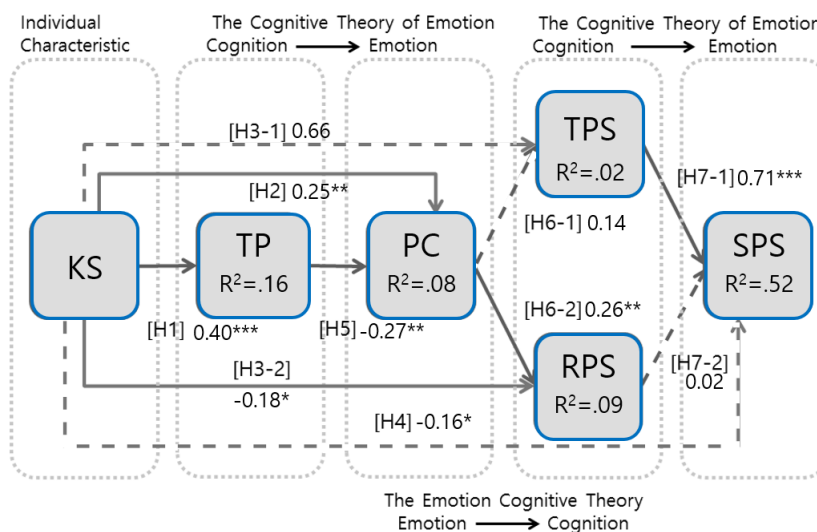 Individual
Characteristic
The Cognitive Theory of Emotion
Cognition Emotion
The Cognitive Theory of Emotion
Cognition Emotion
[H3-1] 0.66
TPS
R²=.02
[H7-1] 0.71***
[H2] 0.25**
KS
TP
R²=.16
PC
R²=.08
[H6-1] 0.14
SPS
R²=.52
[H6-2] 0.26**
[H1] 0.40***
[H5] -0.27**
[H3-2]
-0.18*
RPS
R²=.09
[H7-2]
0.02
[H4] -0.16*
The Emotion Cognitive Theory
Emotion Cognition